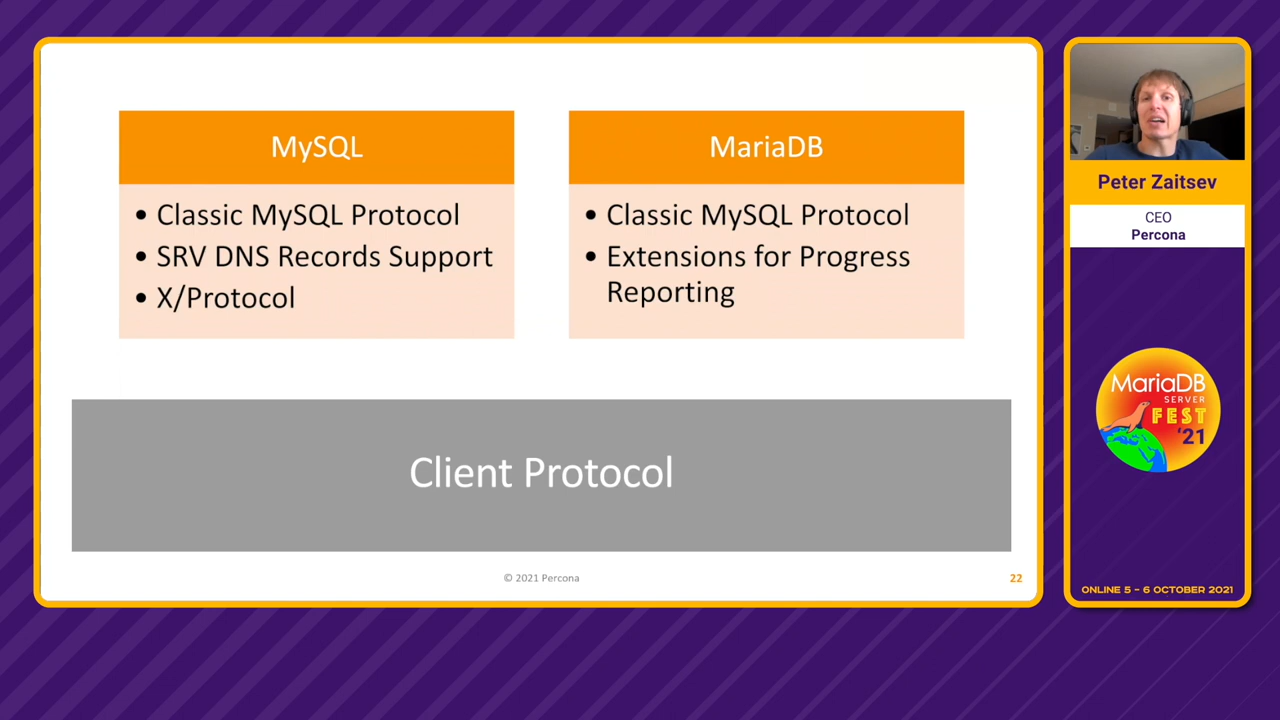 MySQL
• Classic MySQL Protocol
• SRV DNS Records Support
• X/Protocol
MariaDB
• Classic MySQL Protocol
• Extensions for Progress
Reporting
Client Protocol
© 2021 Percona
22
Peter Zaitsev
CEO
Percona
MariaDB
SERVER
FEST
'21
ONLINE 5 – 6 OCTOBER 2021